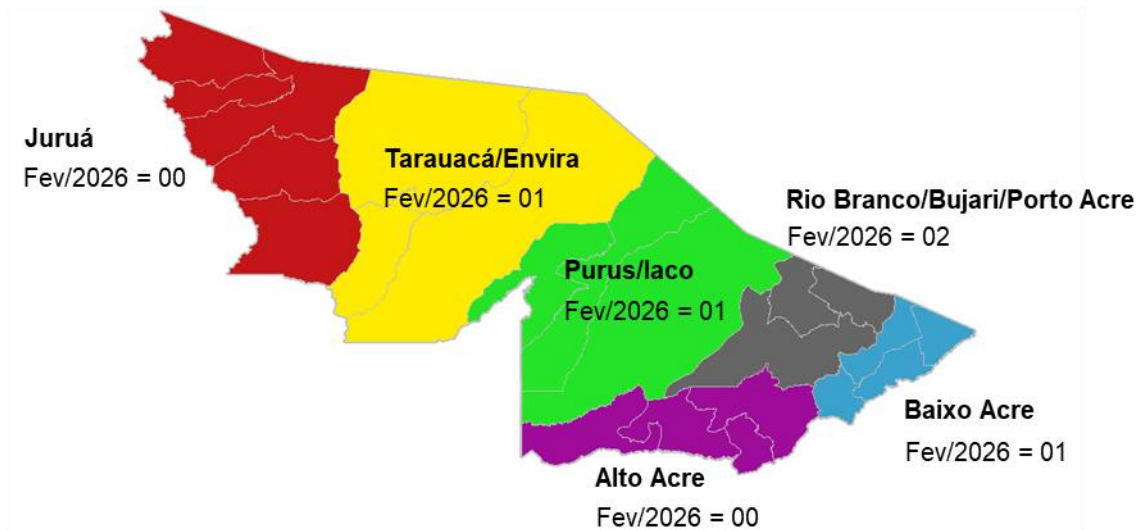 Juruá
Fev/2026 = 00
Tarauacá/Envira
Fev/2026 = 01
Rio Branco/Bujari/Porto Acre
Fev/2026 = 02
Purus/Iaco
Fev/2026 = 01
Baixo Acre
Fev/2026 = 01
Alto Acre
Fev/2026 = 00